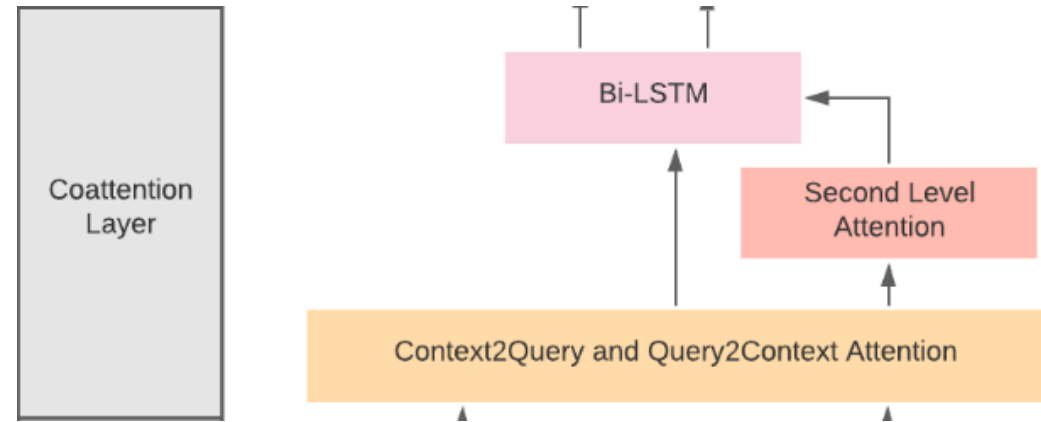 Bi-LSTM
Coattention
Layer
Second Level
Attention
Context2Query and Query2Context Attention